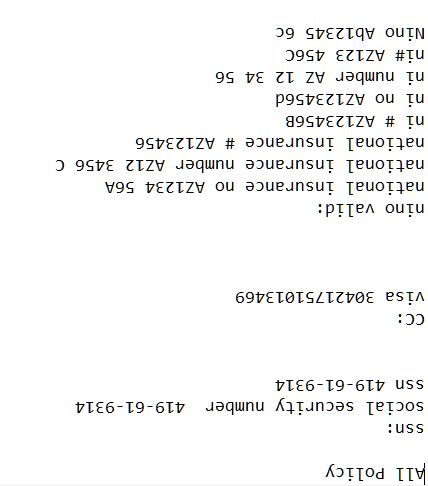 All Policy
ssn:
social security number  419-61-9314
ssn 419-61-9314
CC:
visa 30421751013469
nino valid:
national insurance no AZ1234 56A
national insurance number AZ12 3456 C
national insurance # AZ123456
ni # AZ123456B
ni no AZ123456d
ni number AZ 12 34 56
ni# AZ123 456C
Nino Ab12345 6c